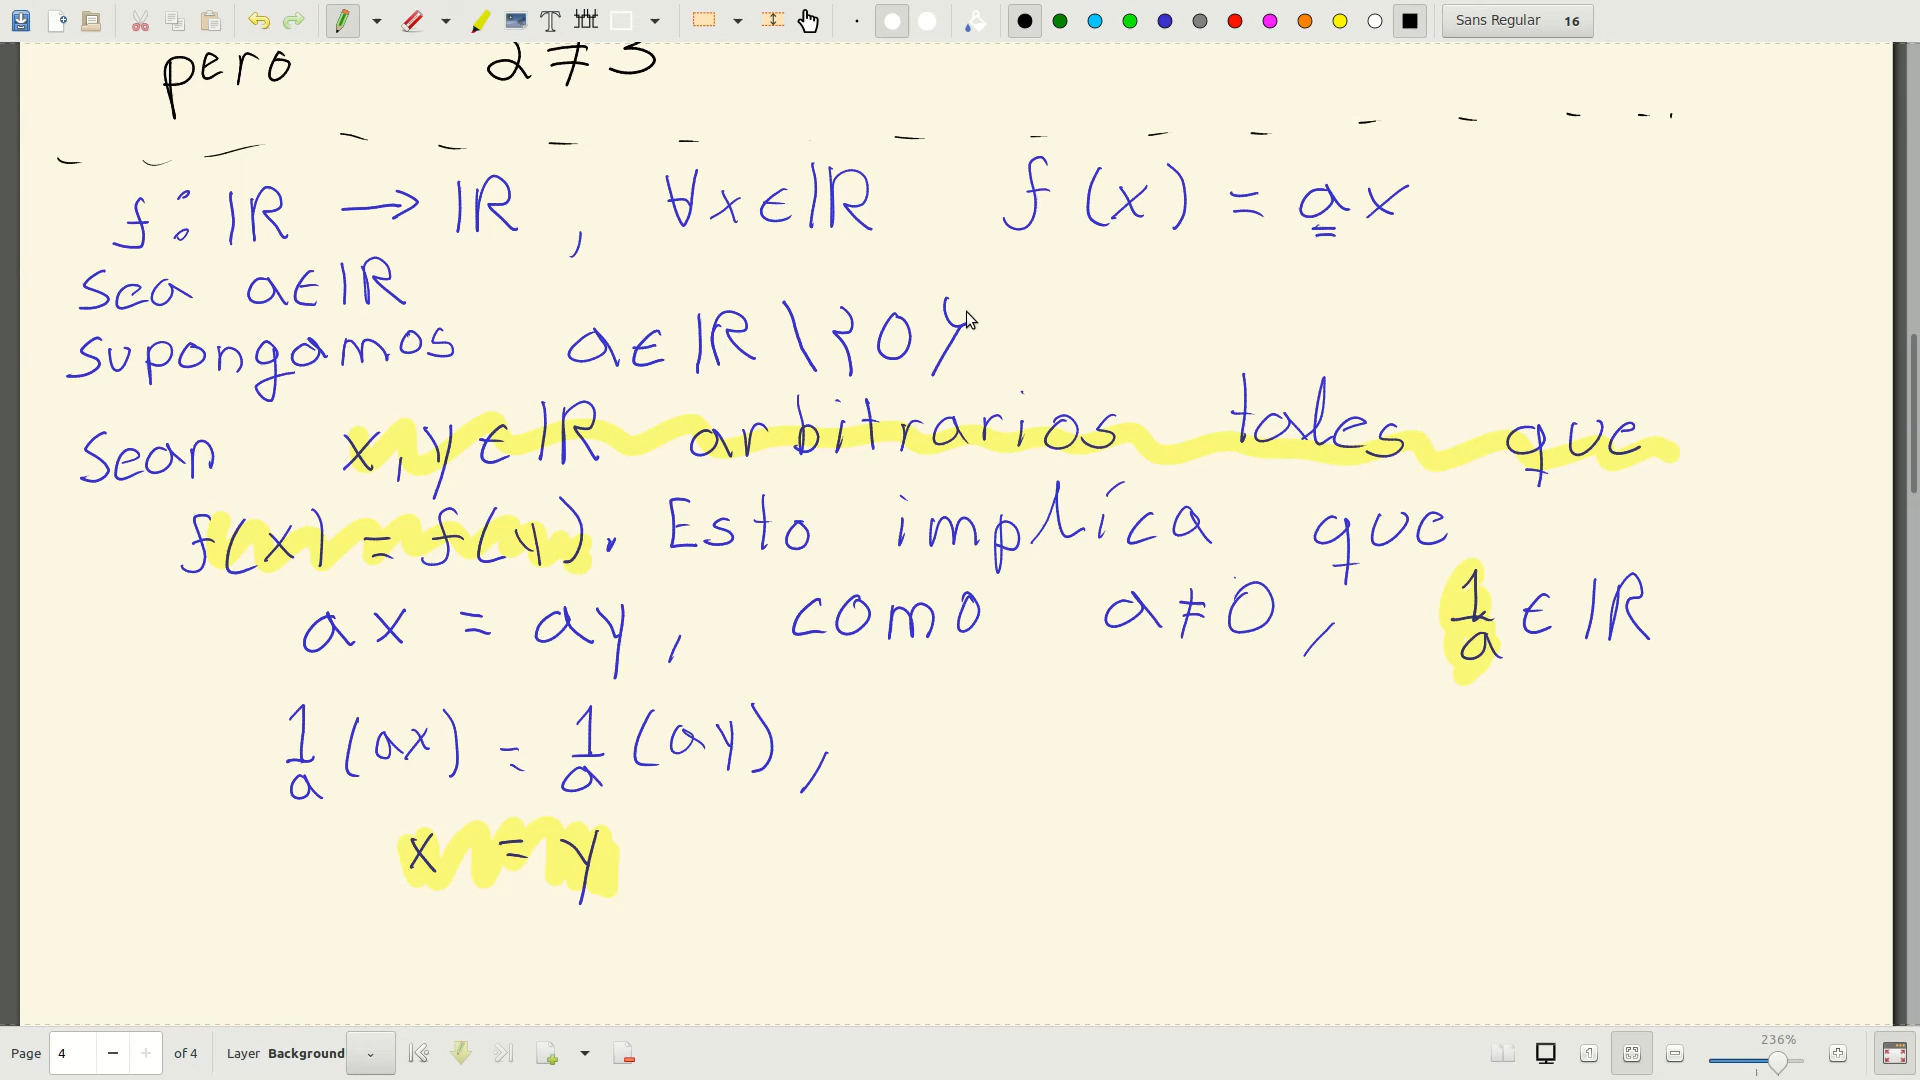 Sans Regular 16
pero 2≠3
f: ℝ → ℝ, ∀x∈ℝ f(x) = ax
Sea a∈ℝ
supongamos a∈ℝ\{0}
Sean x,y∈ℝ arbitrarios tales que
f(x) = f(y). Esto implica que
ax = ay, como a≠0, 1/a ∈ ℝ
1/a (ax) = 1/a (ay),
x = y
Page 4 of 4 Layer Background 236%